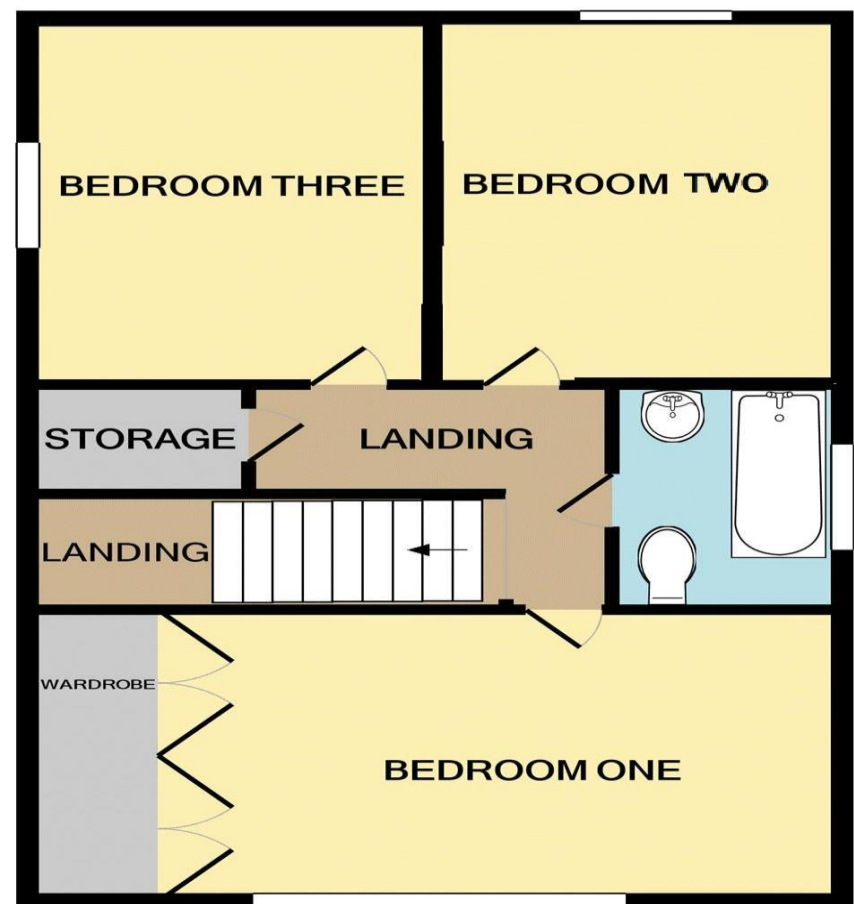 BEDROOM THREE
BEDROOM TWO
STORAGE
LANDING
LANDING
WARDROBE
BEDROOM ONE